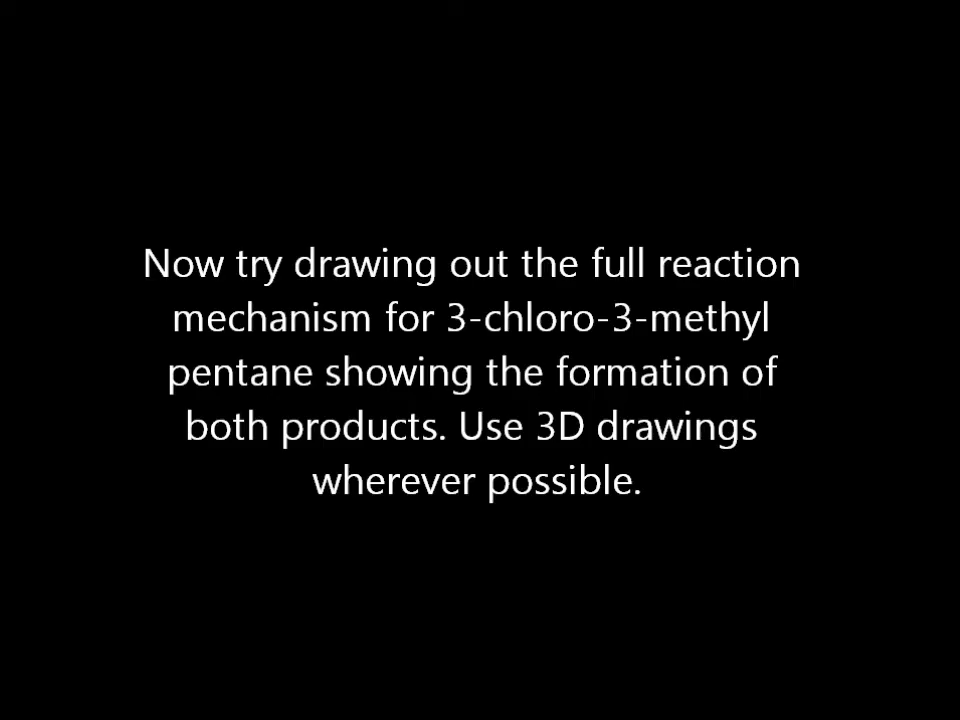 Now try drawing out the full reaction
mechanism for 3-chloro-3-methyl
pentane showing the formation of
both products. Use 3D drawings
wherever possible.